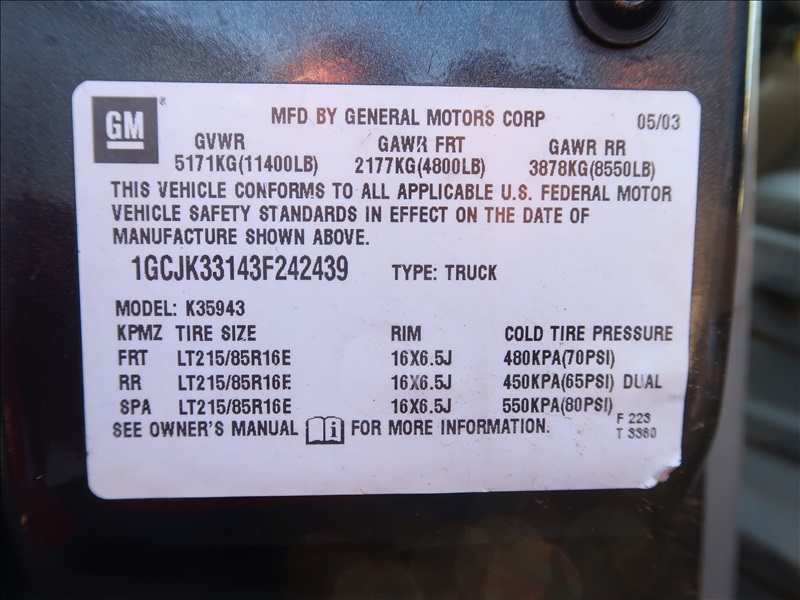 GM ® MFD BY GENERAL MOTORS CORP 05/03
GVWR GAWR FRT GAWR RR
5171KG(11400LB) 2177KG(4800LB) 3878KG(8550LB)
THIS VEHICLE CONFORMS TO ALL APPLICABLE U.S. FEDERAL MOTOR
VEHICLE SAFETY STANDARDS IN EFFECT ON THE DATE OF
MANUFACTURE SHOWN ABOVE.
1GCJK33143F242439 TYPE: TRUCK
MODEL: K35943
KPMZ TIRE SIZE RIM COLD TIRE PRESSURE
FRT LT215/85R16E 16X6.5J 480KPA(70PSI)
RR LT215/85R16E 16X6.5J 450KPA(65PSI) DUAL
SPA LT215/85R16E 16X6.5J 550KPA(80PSI)
SEE OWNER'S MANUAL i FOR MORE INFORMATION.
F 223
T 3360